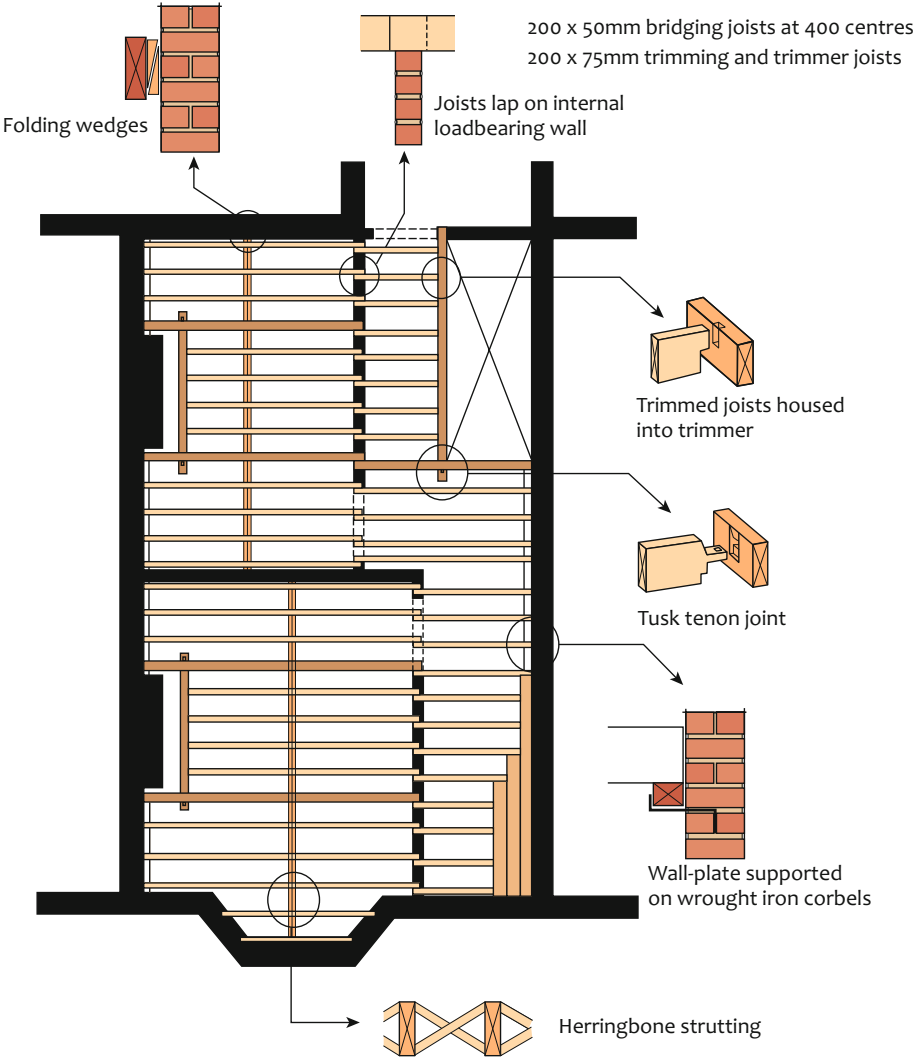 200 x 50mm bridging joists at 400 centres
200 x 75mm trimming and trimmer joists
Folding wedges
Joists lap on internal
loadbearing wall
Trimmed joists housed
into trimmer
Tusk tenon joint
Wall-plate supported
on wrought iron corbels
Herringbone strutting